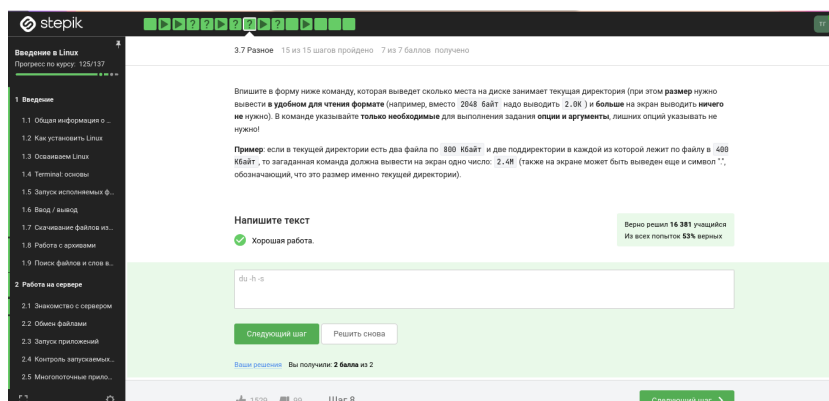 stepik
Введение в Linux
Прогресс по курсу: 125/137
1 Введение
1.1 Общая информация о ...
1.2 Как установить Linux
1.3 Осваиваем Linux
1.4 Terminal: основы
1.5 Запуск исполняемых ф...
1.6 Ввод / вывод
1.7 Скачивание файлов из...
1.8 Работа с архивами
1.9 Поиск файлов и слов в...
2 Работа на сервере
2.1 Знакомство с сервером
2.2 Обмен файлами
2.3 Запуск приложений
2.4 Контроль запускаемых...
2.5 Многопоточные прило...
3.7 Разное 15 из 15 шагов пройдено 7 из 7 баллов получено
Впишите в форму ниже команду, которая выведет сколько места на диске занимает текущая директория (при этом размер нужно
вывести в удобном для чтения формате (например, вместо 2048 байт надо выводить 2.0K ) и больше на экран выводить ничего
не нужно). В команде указывайте только необходимые для выполнения задания опции и аргументы, лишних опций указывать не
нужно!
Пример: если в текущей директории есть два файла по 800 Кбайт и две поддиректории в каждой из которой лежит по файлу в 400
Кбайт , то загаданная команда должна вывести на экран одно число: 2.4M (также на экране может быть выведен еще и символ ".",
обозначающий, что это размер именно текущей директории).
Напишите текст
Хорошая работа.
Верно решил 16 381 учащийся
Из всех попыток 53% верных
du -h -s
Следующий шаг Решить снова
Ваши решения Вы получили: 2 балла из 2
1529 99 Шаг 8
Следующий шаг